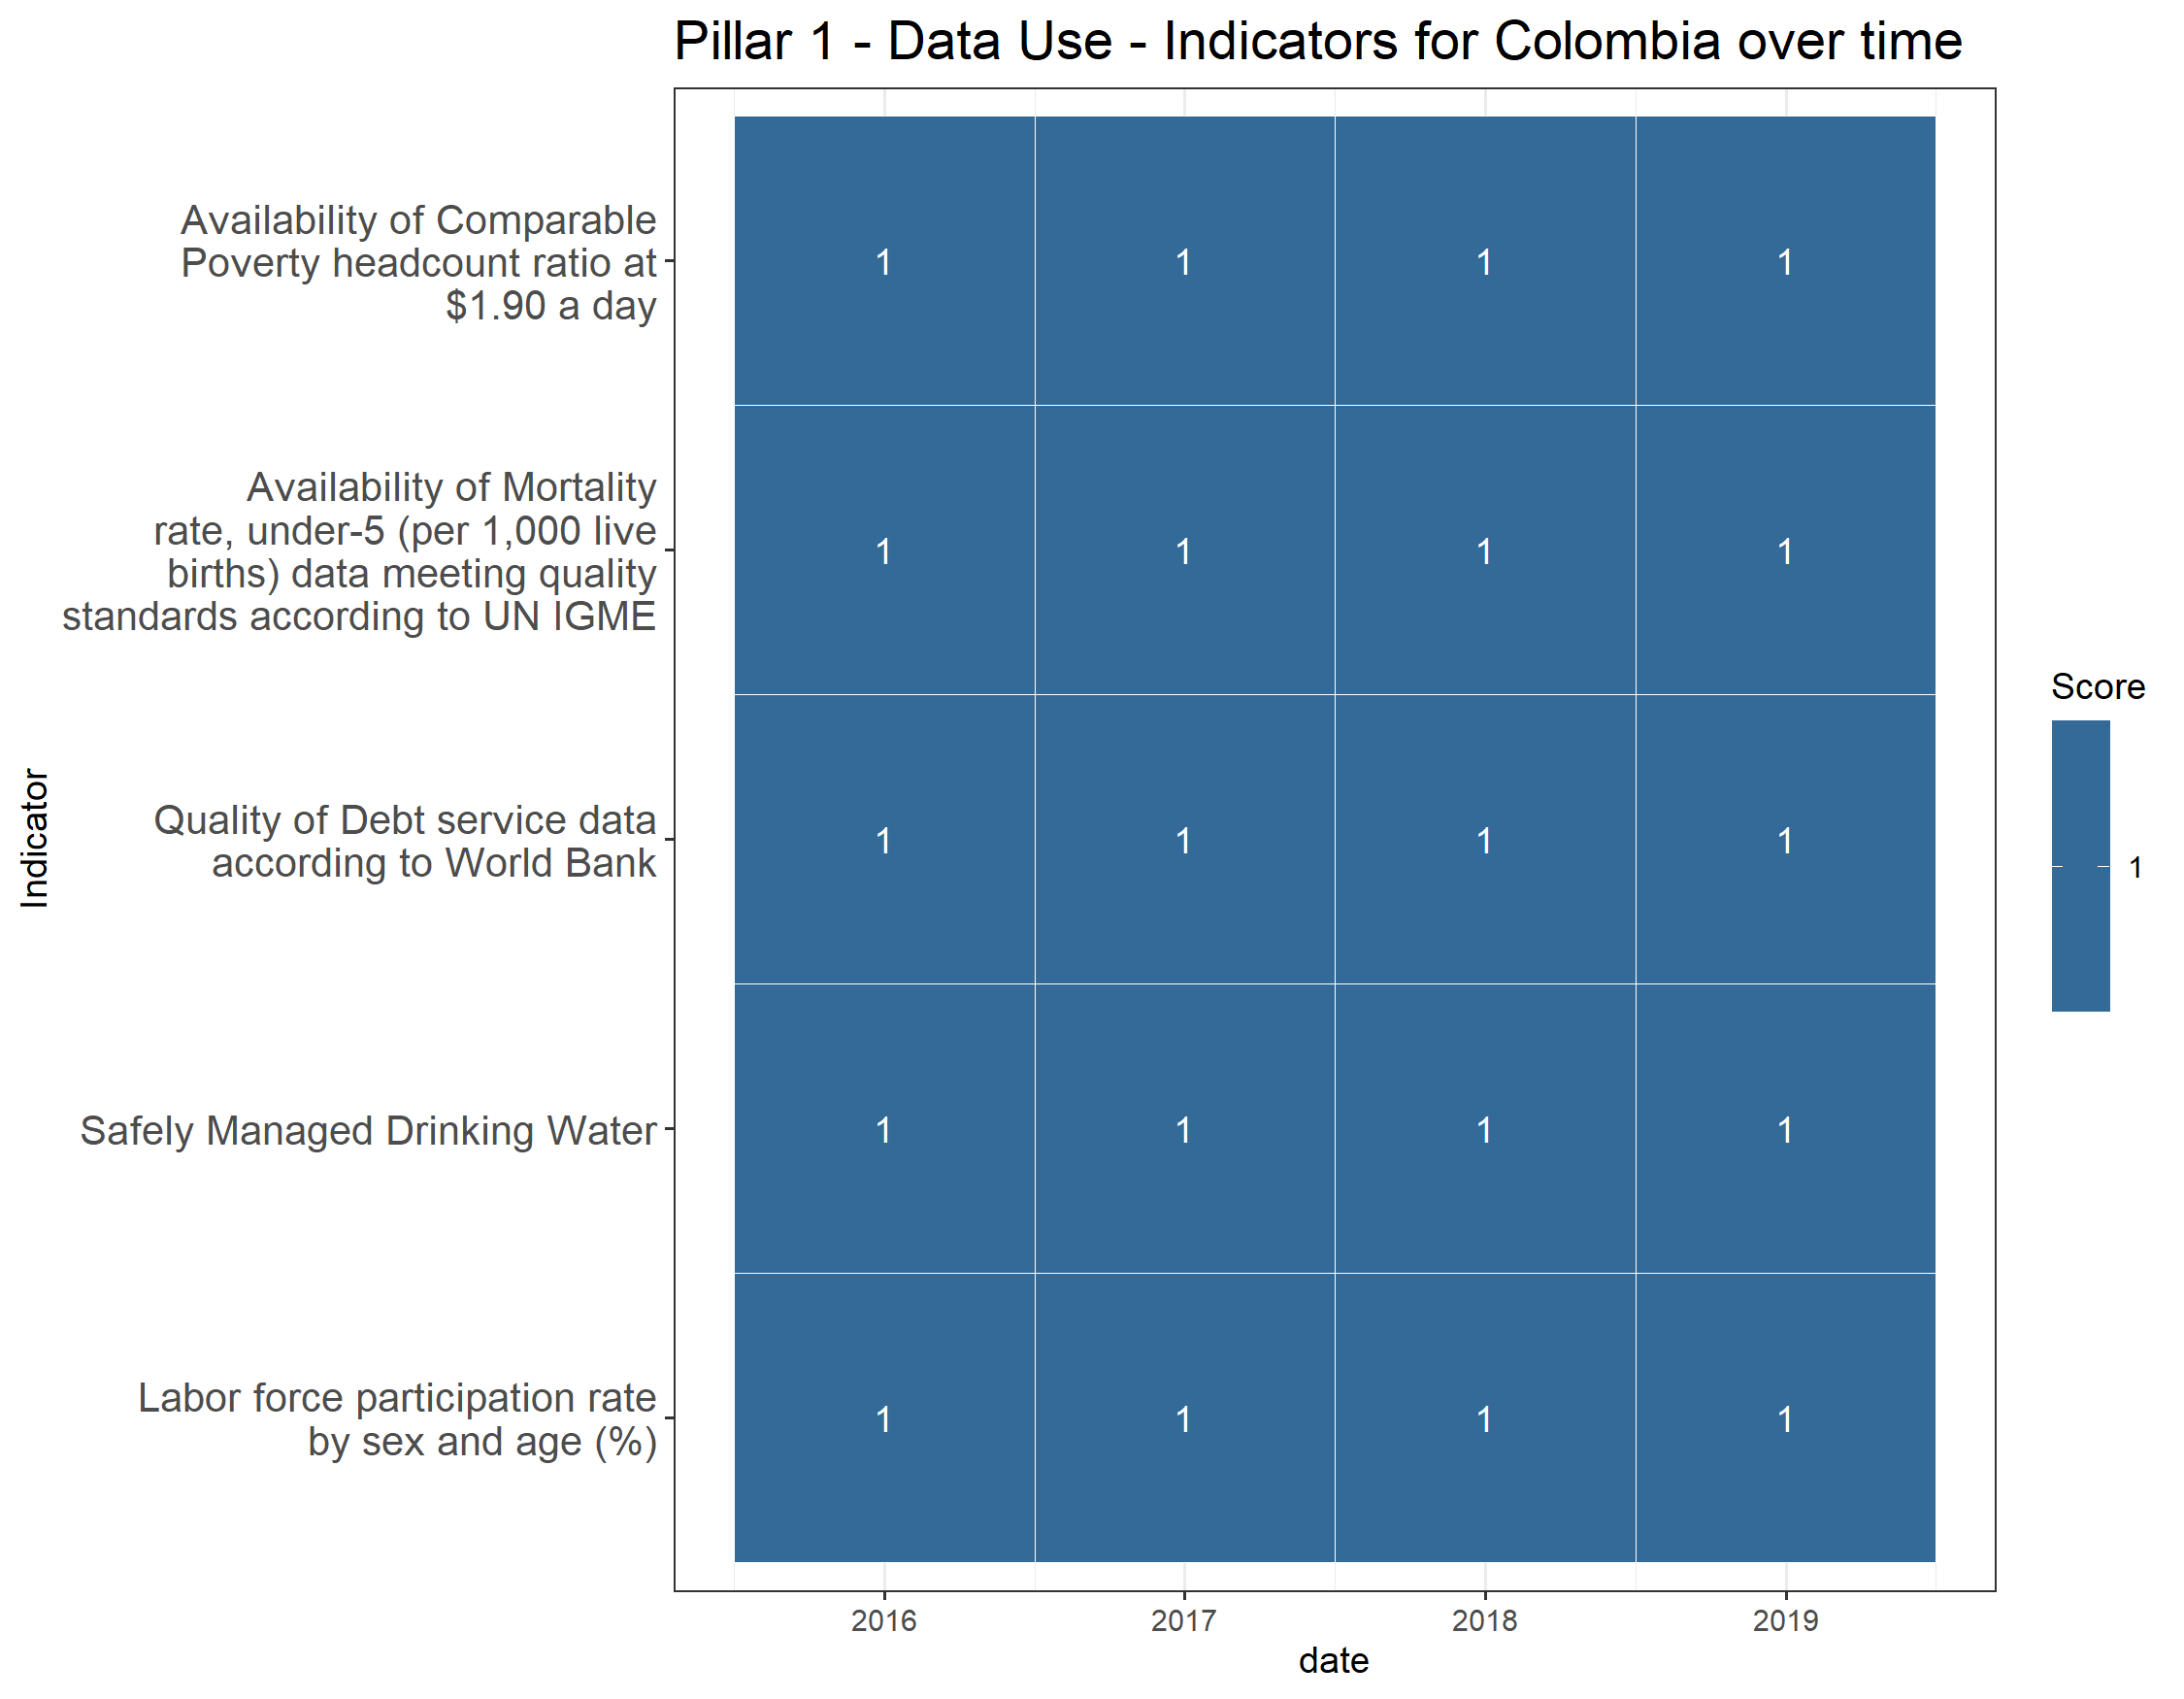 Pillar 1 - Data Use - Indicators for Colombia over time
Availability of Comparable
Poverty headcount ratio at
$1.90 a day
1 1 1 1
Availability of Mortality
rate, under-5 (per 1,000 live
births) data meeting quality
standards according to UN IGME
1 1 1 1
Quality of Debt service data
according to World Bank
1 1 1 1
Safely Managed Drinking Water
1 1 1 1
Labor force participation rate
by sex and age (%)
1 1 1 1
Indicator
2016 2017 2018 2019
date
Score
1